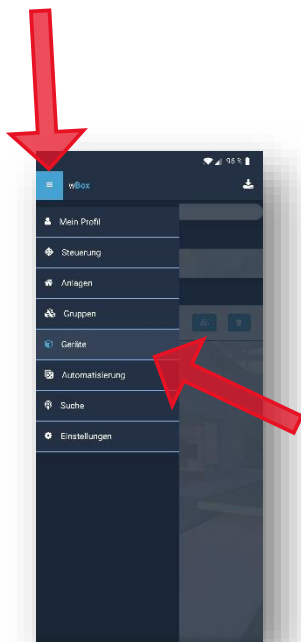 96 %
wBox
Mein Profil
Steuerung
Anlagen
Gruppen
Geräte
Automatisierung
Suche
Einstellungen